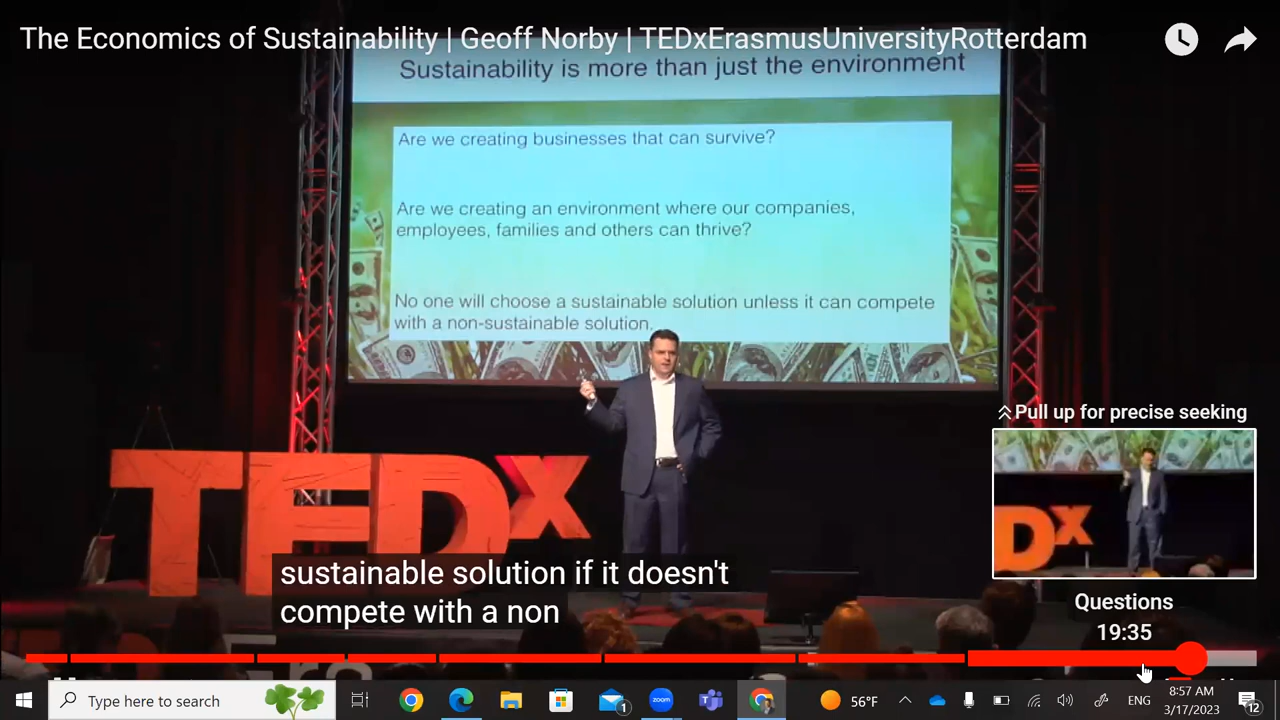 The Economics of Sustainability | Geoff Norby | TEDxErasmusUniversityRotterdam
Sustainability is more than just the environment
Are we creating businesses that can survive?
Are we creating an environment where our companies,
employees, families and others can thrive?
No one will choose a sustainable solution unless it can compete
with a non-sustainable solution.
Pull up for precise seeking
TEDx
DX
sustainable solution if it doesn't
compete with a non
Questions
19:35
Type here to search
1
zoom
56°F
ENG
8:57 AM
3/17/2023
12